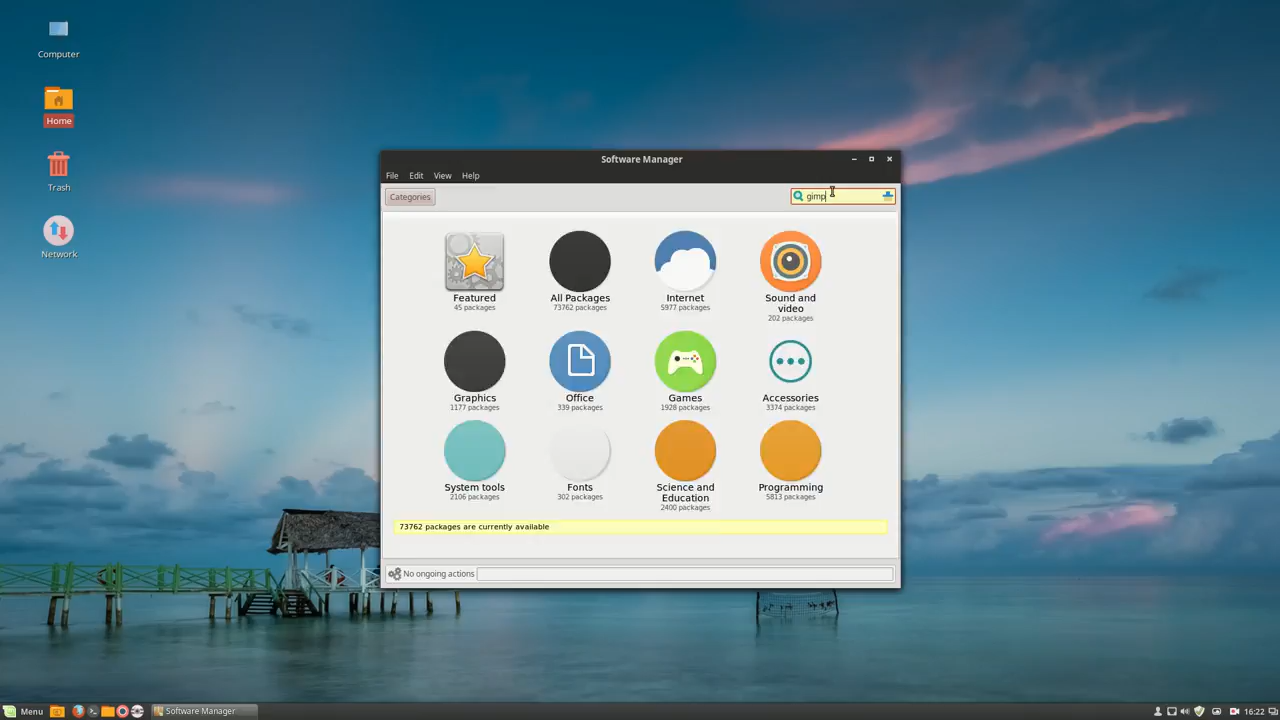 Computer
Home
Trash
Network
Software Manager
File Edit View Help
Categories
gimp
Featured
45 packages
All Packages
73762 packages
Internet
5977 packages
Sound and
video
202 packages
Graphics
1177 packages
Office
339 packages
Games
1928 packages
Accessories
3374 packages
System tools
2106 packages
Fonts
302 packages
Science and
Education
2400 packages
Programming
5813 packages
73762 packages are currently available
No ongoing actions
Menu
Software Manager
16:22